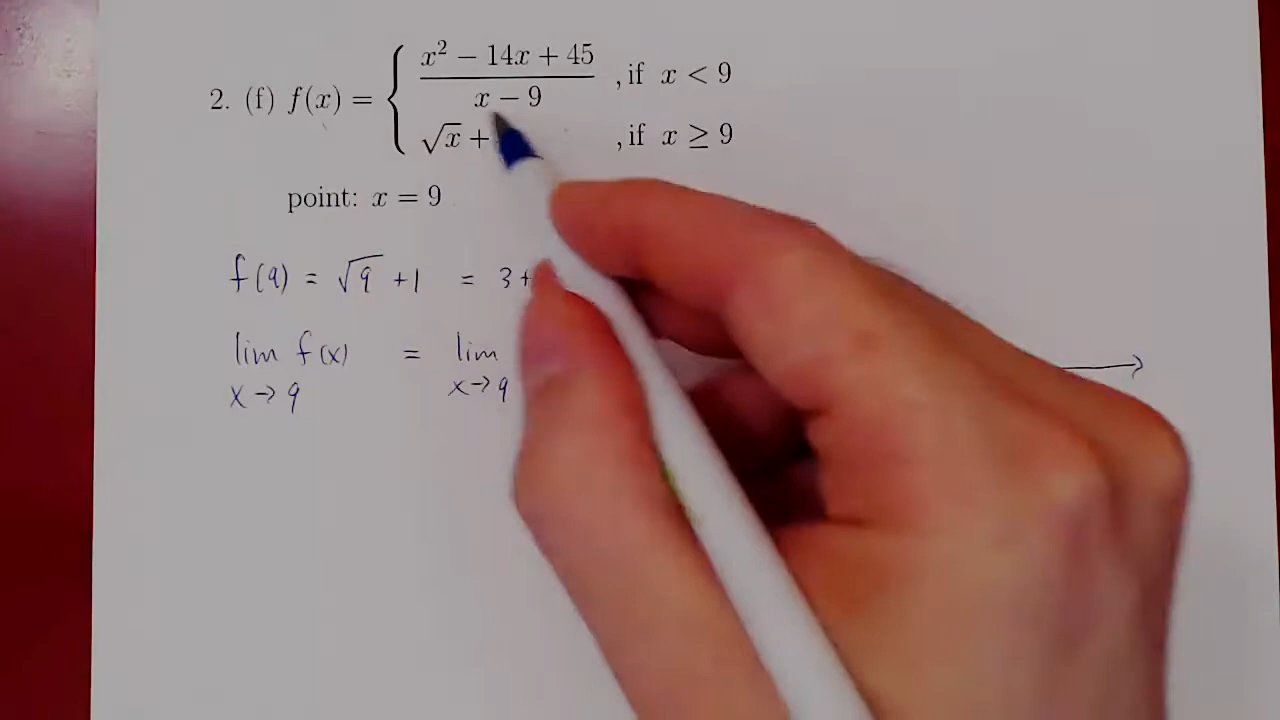 2. (f) f(x) = { x² − 14x + 45 / x − 9 , if x < 9
√x + , if x ≥ 9
point: x = 9
f(9) = √9 + 1 = 3 +
lim f(x) = lim
x → 9 x → 9